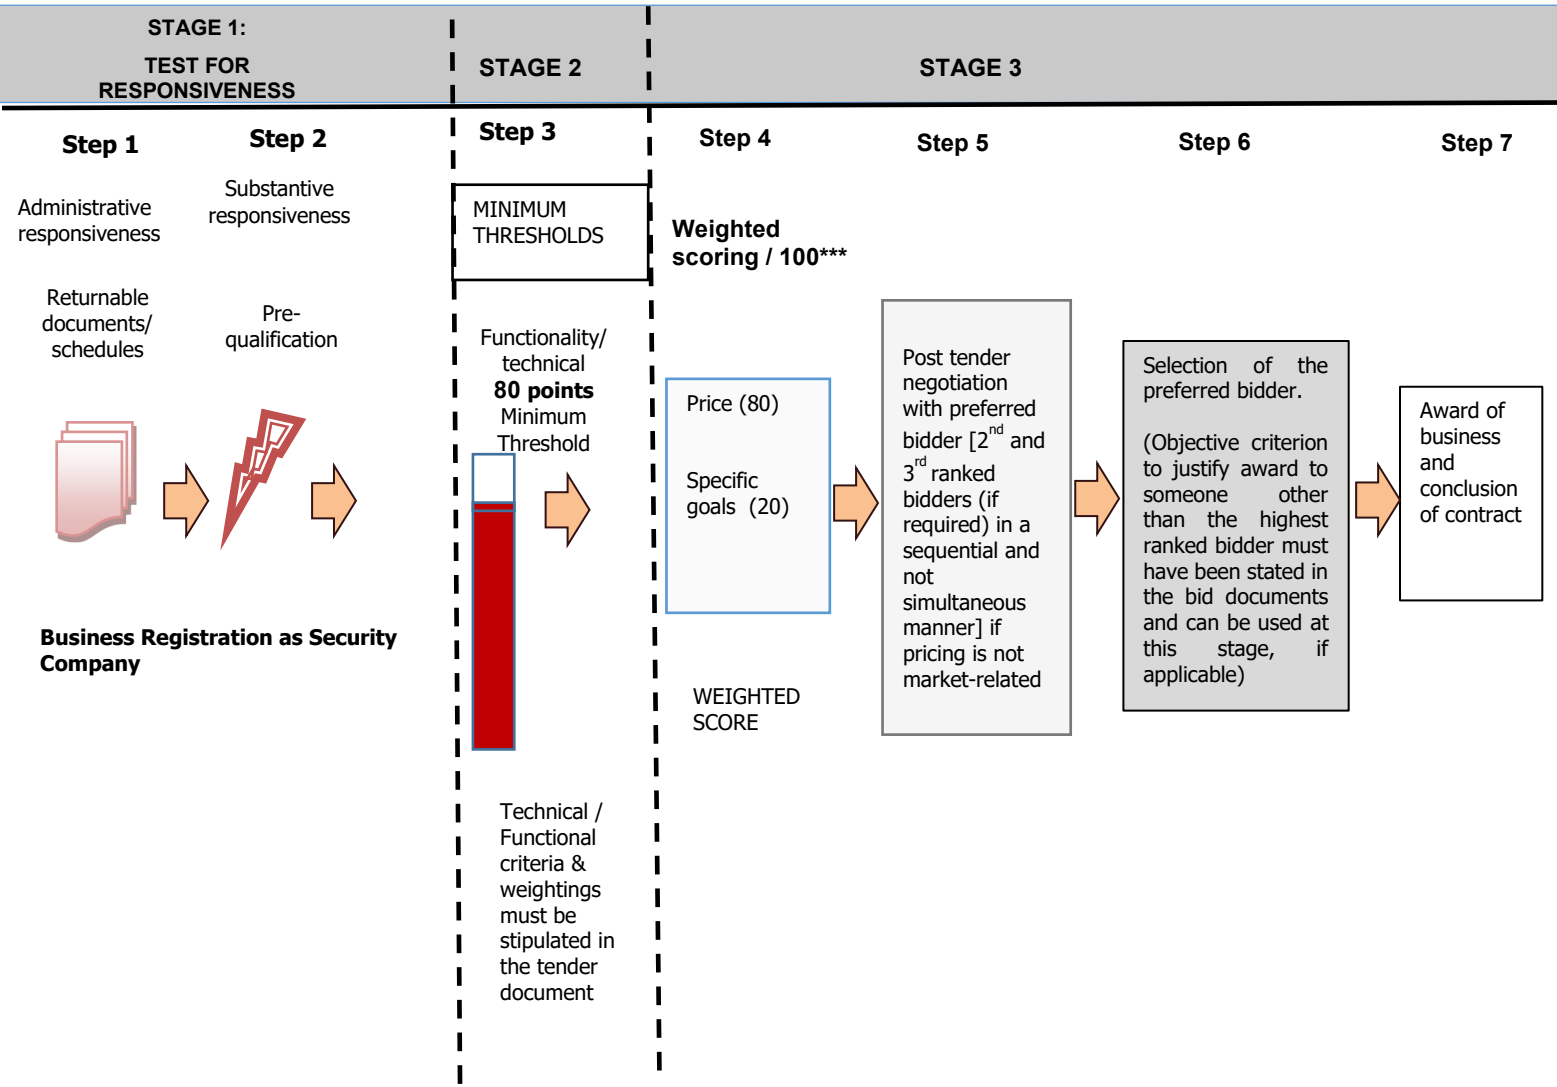 STAGE 1:
TEST FOR
RESPONSIVENESS
STAGE 2
STAGE 3
Step 1
Step 2
Step 3
Step 4
Step 5
Step 6
Step 7
Administrative
responsiveness
Substantive
responsiveness
MINIMUM
THRESHOLDS
Weighted
scoring / 100***
Returnable
documents/
schedules
Pre-
qualification
Functionality/
technical
80 points
Minimum
Threshold
Price (80)
Specific
goals (20)
Post tender
negotiation
with preferred
bidder [2nd and
3rd ranked
bidders (if
required) in a
sequential and
not
simultaneous
manner] if
pricing is not
market-related
Selection of the
preferred bidder.
(Objective criterion
to justify award to
someone other
than the highest
ranked bidder must
have been stated in
the bid documents
and can be used at
this stage, if
applicable)
Award of
business
and
conclusion
of contract
Business Registration as Security
Company
WEIGHTED
SCORE
Technical /
Functional
criteria &
weightings
must be
stipulated in
the tender
document